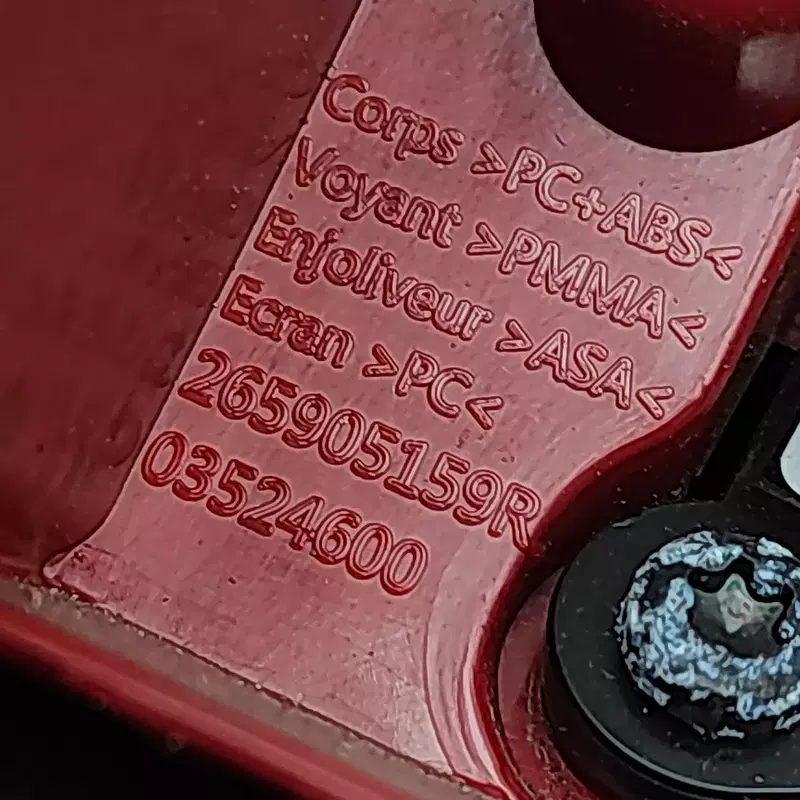 Corps >PC+ABS<
Voyant >PMMA<
Enjoliveur >ASA<
Ecran >PC<
265905159R
03524600